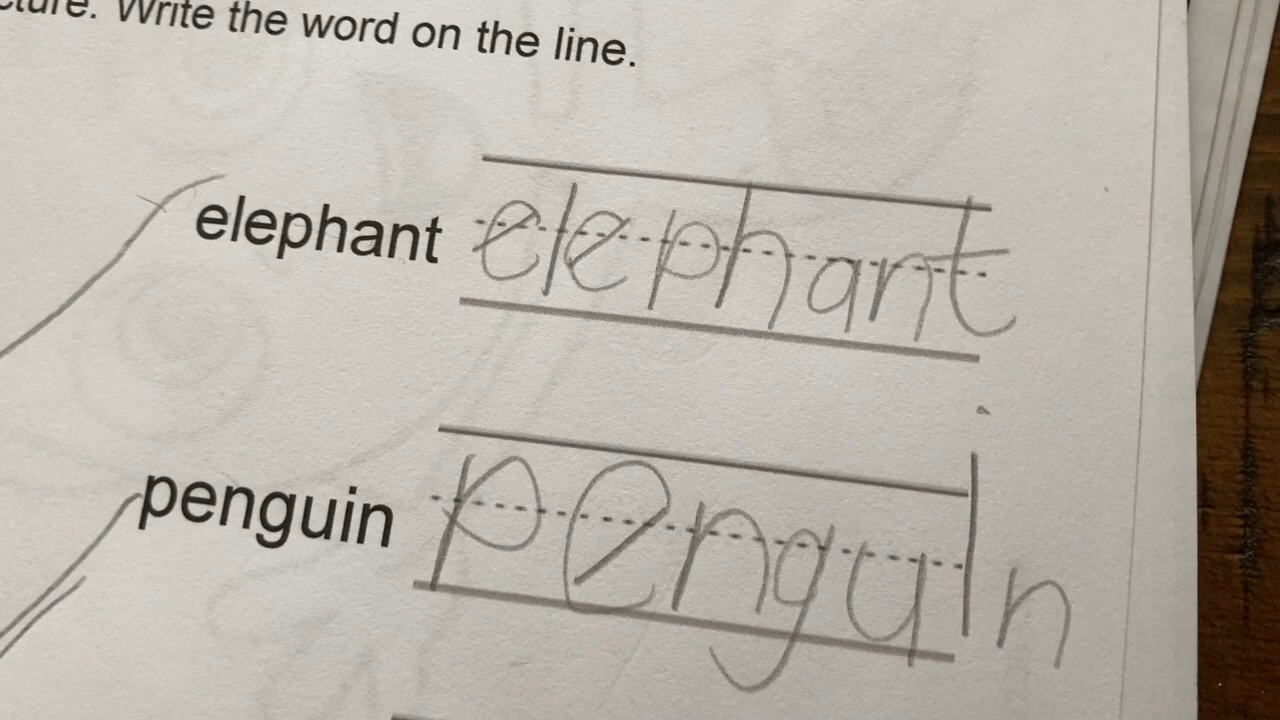 Write the word on the line.
elephant elephant
penguin penguin